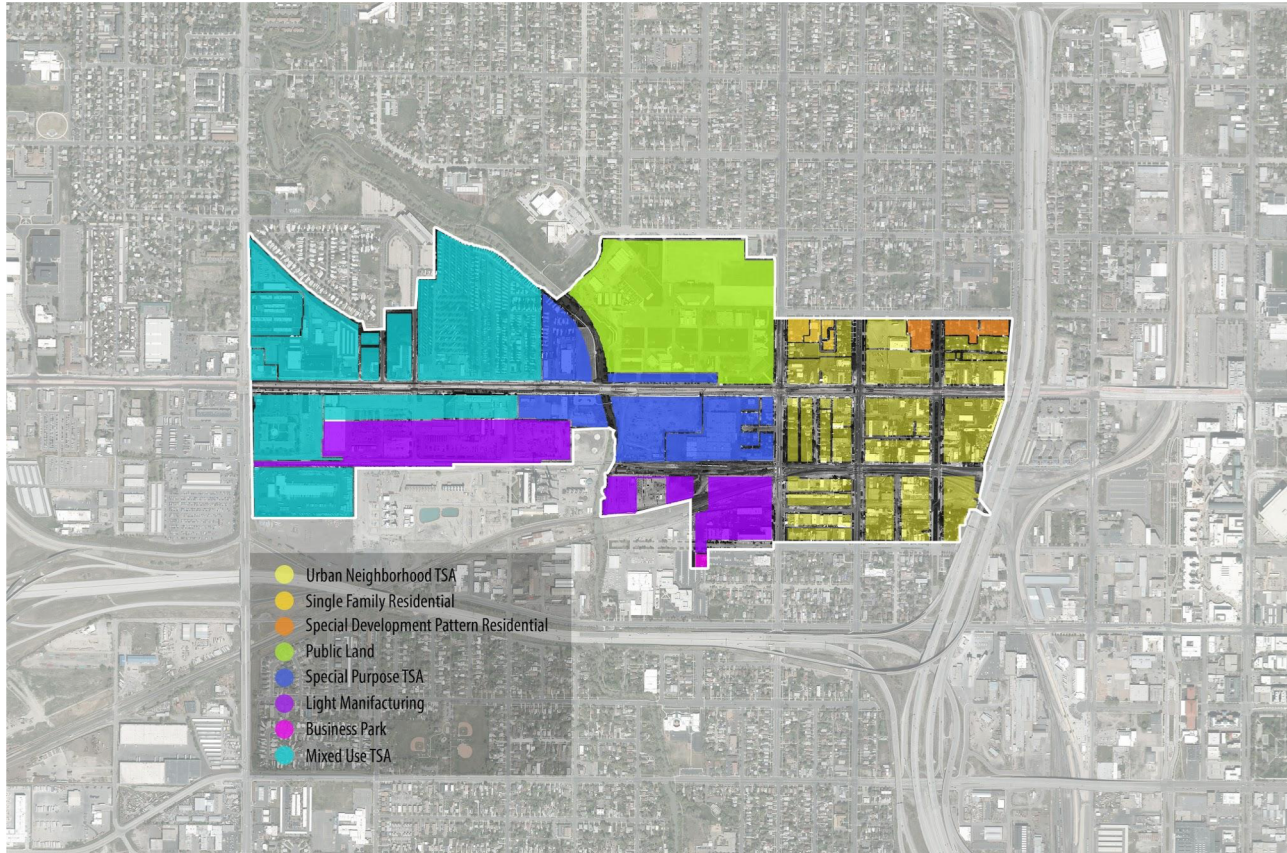 Urban Neighborhood TSA
Single Family Residential
Special Development Pattern Residential
Public Land
Special Purpose TSA
Light Manifacturing
Business Park
Mixed Use TSA